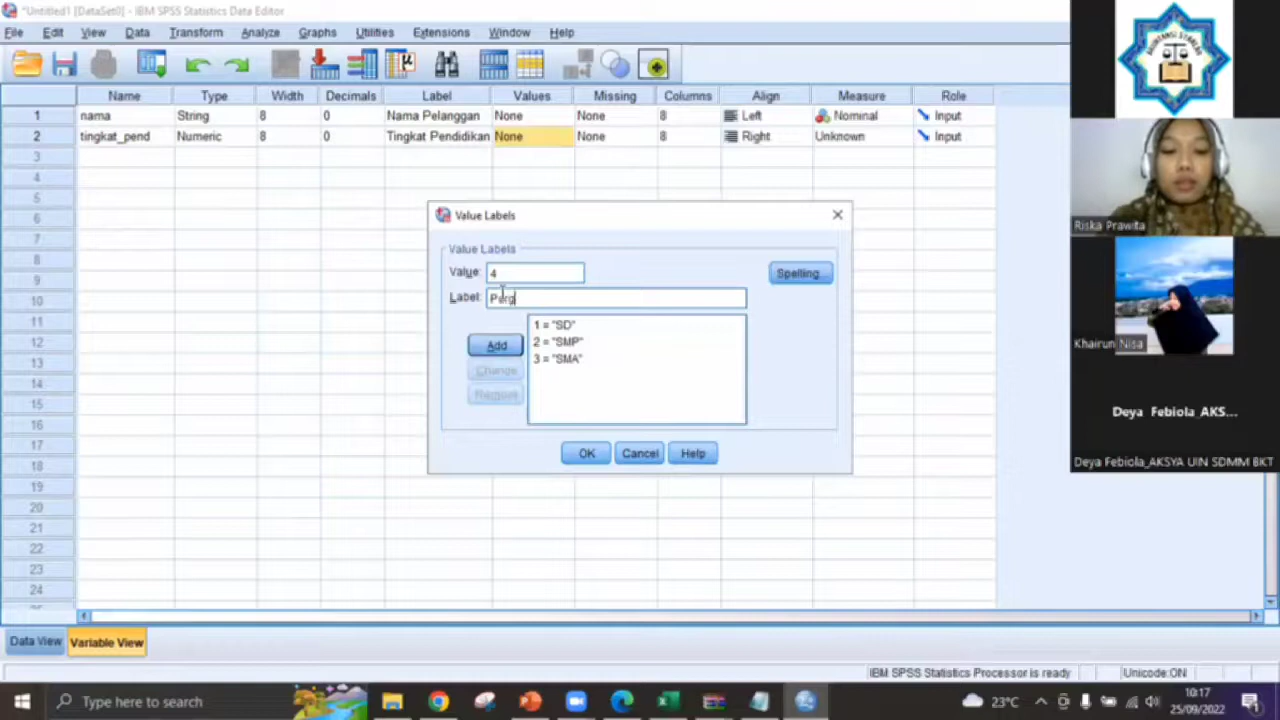 *Untitled1 [DataSet0] - IBM SPSS Statistics Data Editor
File Edit View Data Transform Analyze Graphs Utilities Extensions Window Help
Name Type Width Decimals Label Values Missing Columns Align Measure Role
1 nama String 8 0 Nama Pelanggan None None 8 Left Nominal Input
2 tingkat_pend Numeric 8 0 Tingkat Pendidikan None None 8 Right Unknown Input
3
4
5
6
7
8
9
10
11
12
13
14
15
16
17
18
19
20
21
22
23
24
Value Labels
Value Labels
Value: 4
Spelling...
Label:
1 = "SD"
2 = "SMP"
3 = "SMA"
Add
Change
Remove
OK Cancel Help
Data View Variable View
IBM SPSS Statistics Processor is ready Unicode:ON
Type here to search
23°C
10:17
25/09/2022
Riska Prawita
Khairun Nisa
Deya Febiola_AKS...
Deya Febiola_AKSYA UIN SDMM BKT